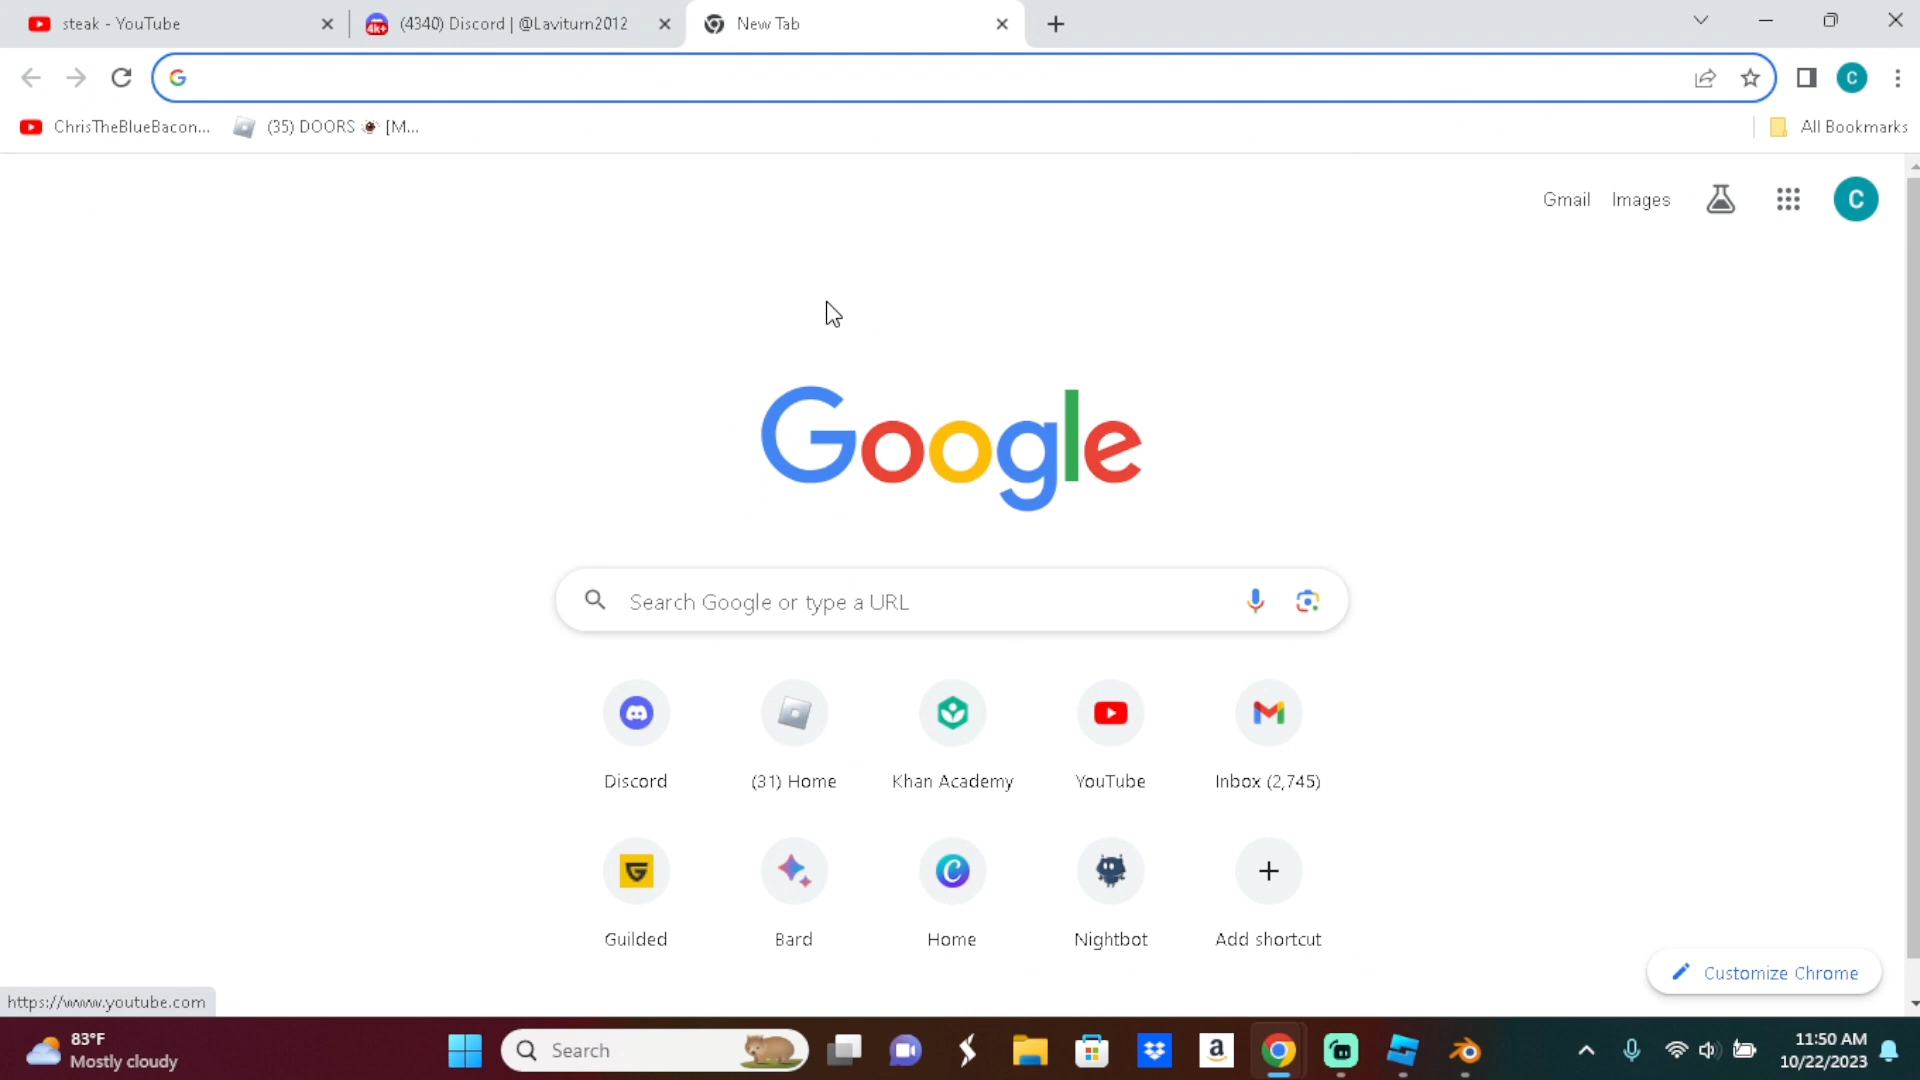 steak - YouTube
(4340) Discord | @Laviturn2012
New Tab
ChrisTheBlueBacon...
(35) DOORS 👁 [M...
All Bookmarks
Gmail
Images
C
Google
Search Google or type a URL
Discord
(31) Home
Khan Academy
YouTube
Inbox (2,745)
Guilded
Bard
Home
Nightbot
Add shortcut
Customize Chrome
https://www.youtube.com
83°F
Mostly cloudy
Search
11:50 AM
10/22/2023